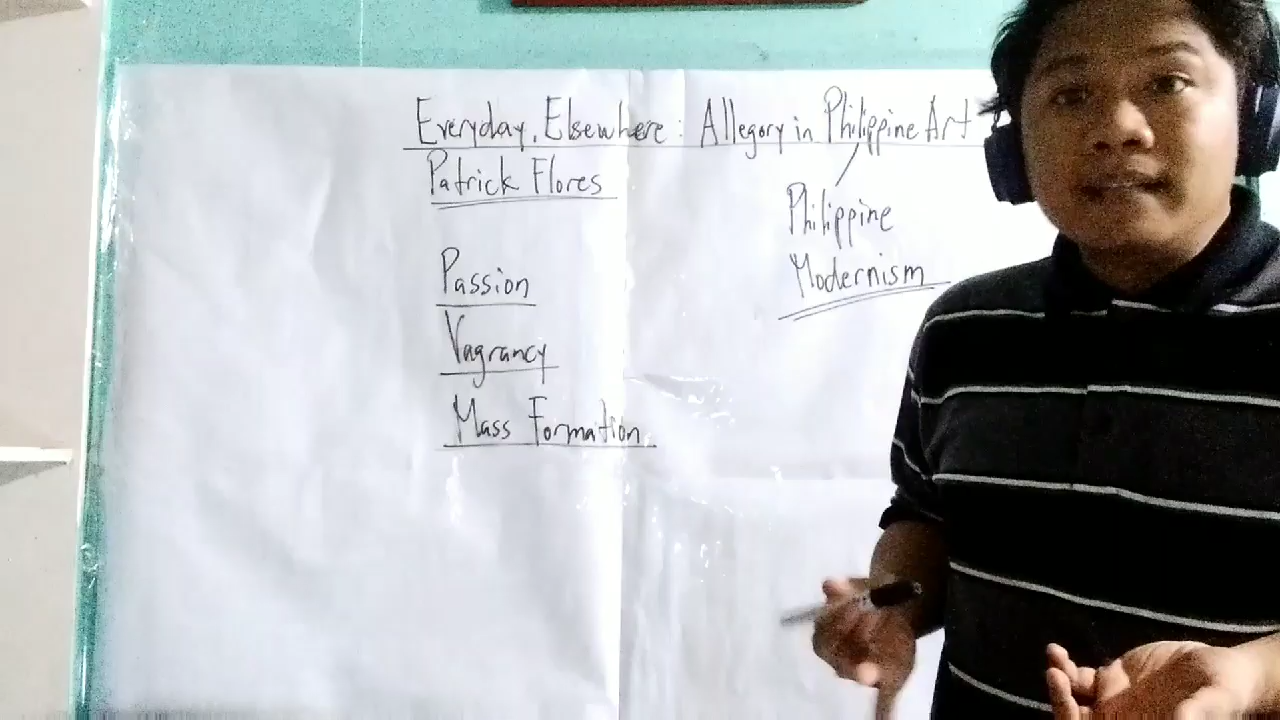 Everyday, Elsewhere: Allegory in Philippine Art
Patrick Flores
Philippine
Modernism
Passion
Vagrancy
Mass Formation